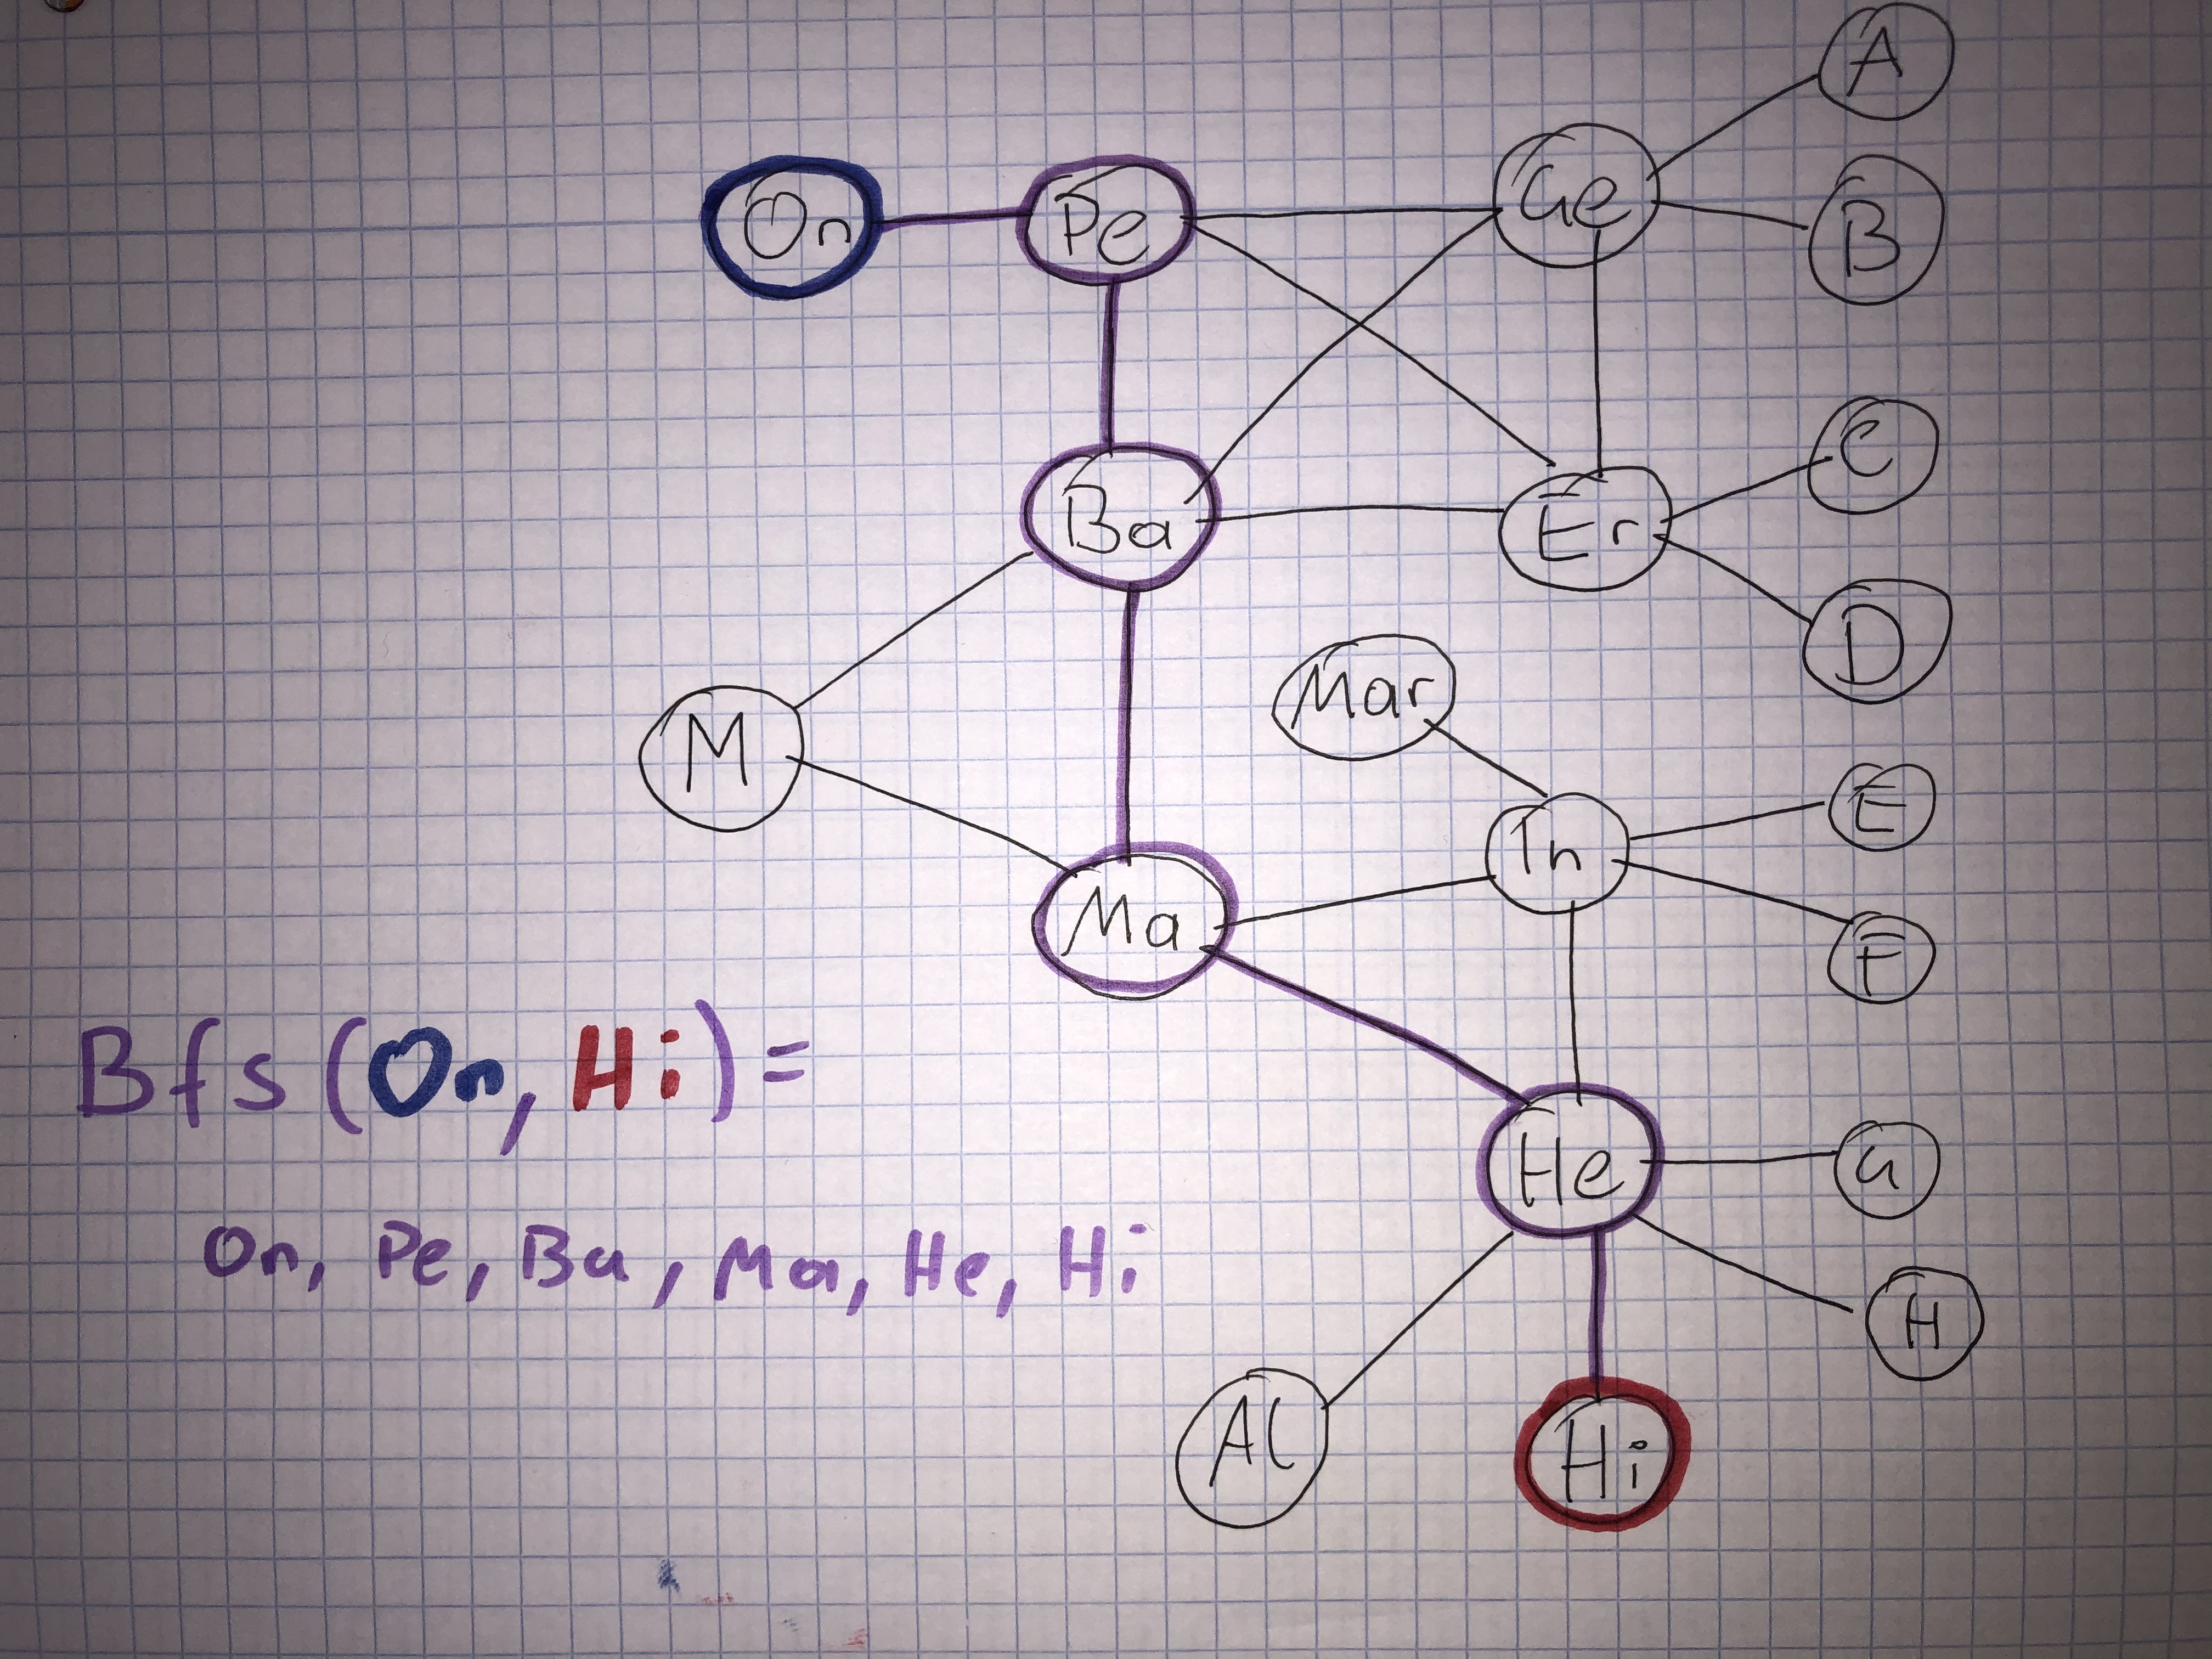 A
On
Pe
Ge
B
C
Ba
Er
D
M
Mar
Th
E
Ma
F
Bfs (On, Hi) =
He
G
On, Pe, Ba, Ma, He, Hi
H
AC
Hi